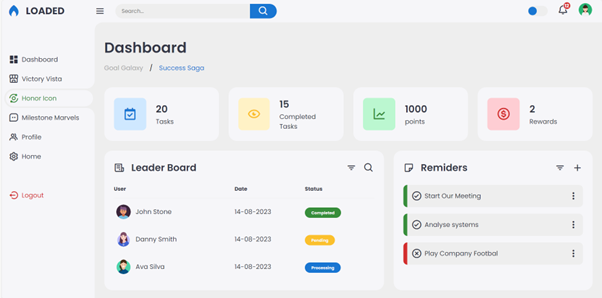 LOADED
Search...
12
Dashboard
Victory Vista
Honor Icon
Milestone Marvels
Profile
Home
Logout
Dashboard
Goal Galaxy / Success Saga
20
Tasks
15
Completed
Tasks
1000
points
2
Rewards
Leader Board
User Date Status
John Stone 14-08-2023 Completed
Danny Smith 14-08-2023 Pending
Ava Silva 14-08-2023 Processing
Remiders
Start Our Meeting
Analyse systems
Play Company Footbal